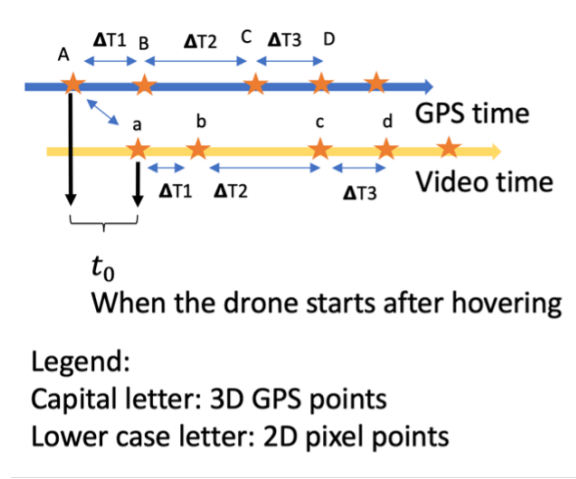 A ΔT1 B ΔT2 C ΔT3 D
GPS time
a b c d
Video time
ΔT1 ΔT2 ΔT3
t₀
When the drone starts after hovering
Legend:
Capital letter: 3D GPS points
Lower case letter: 2D pixel points